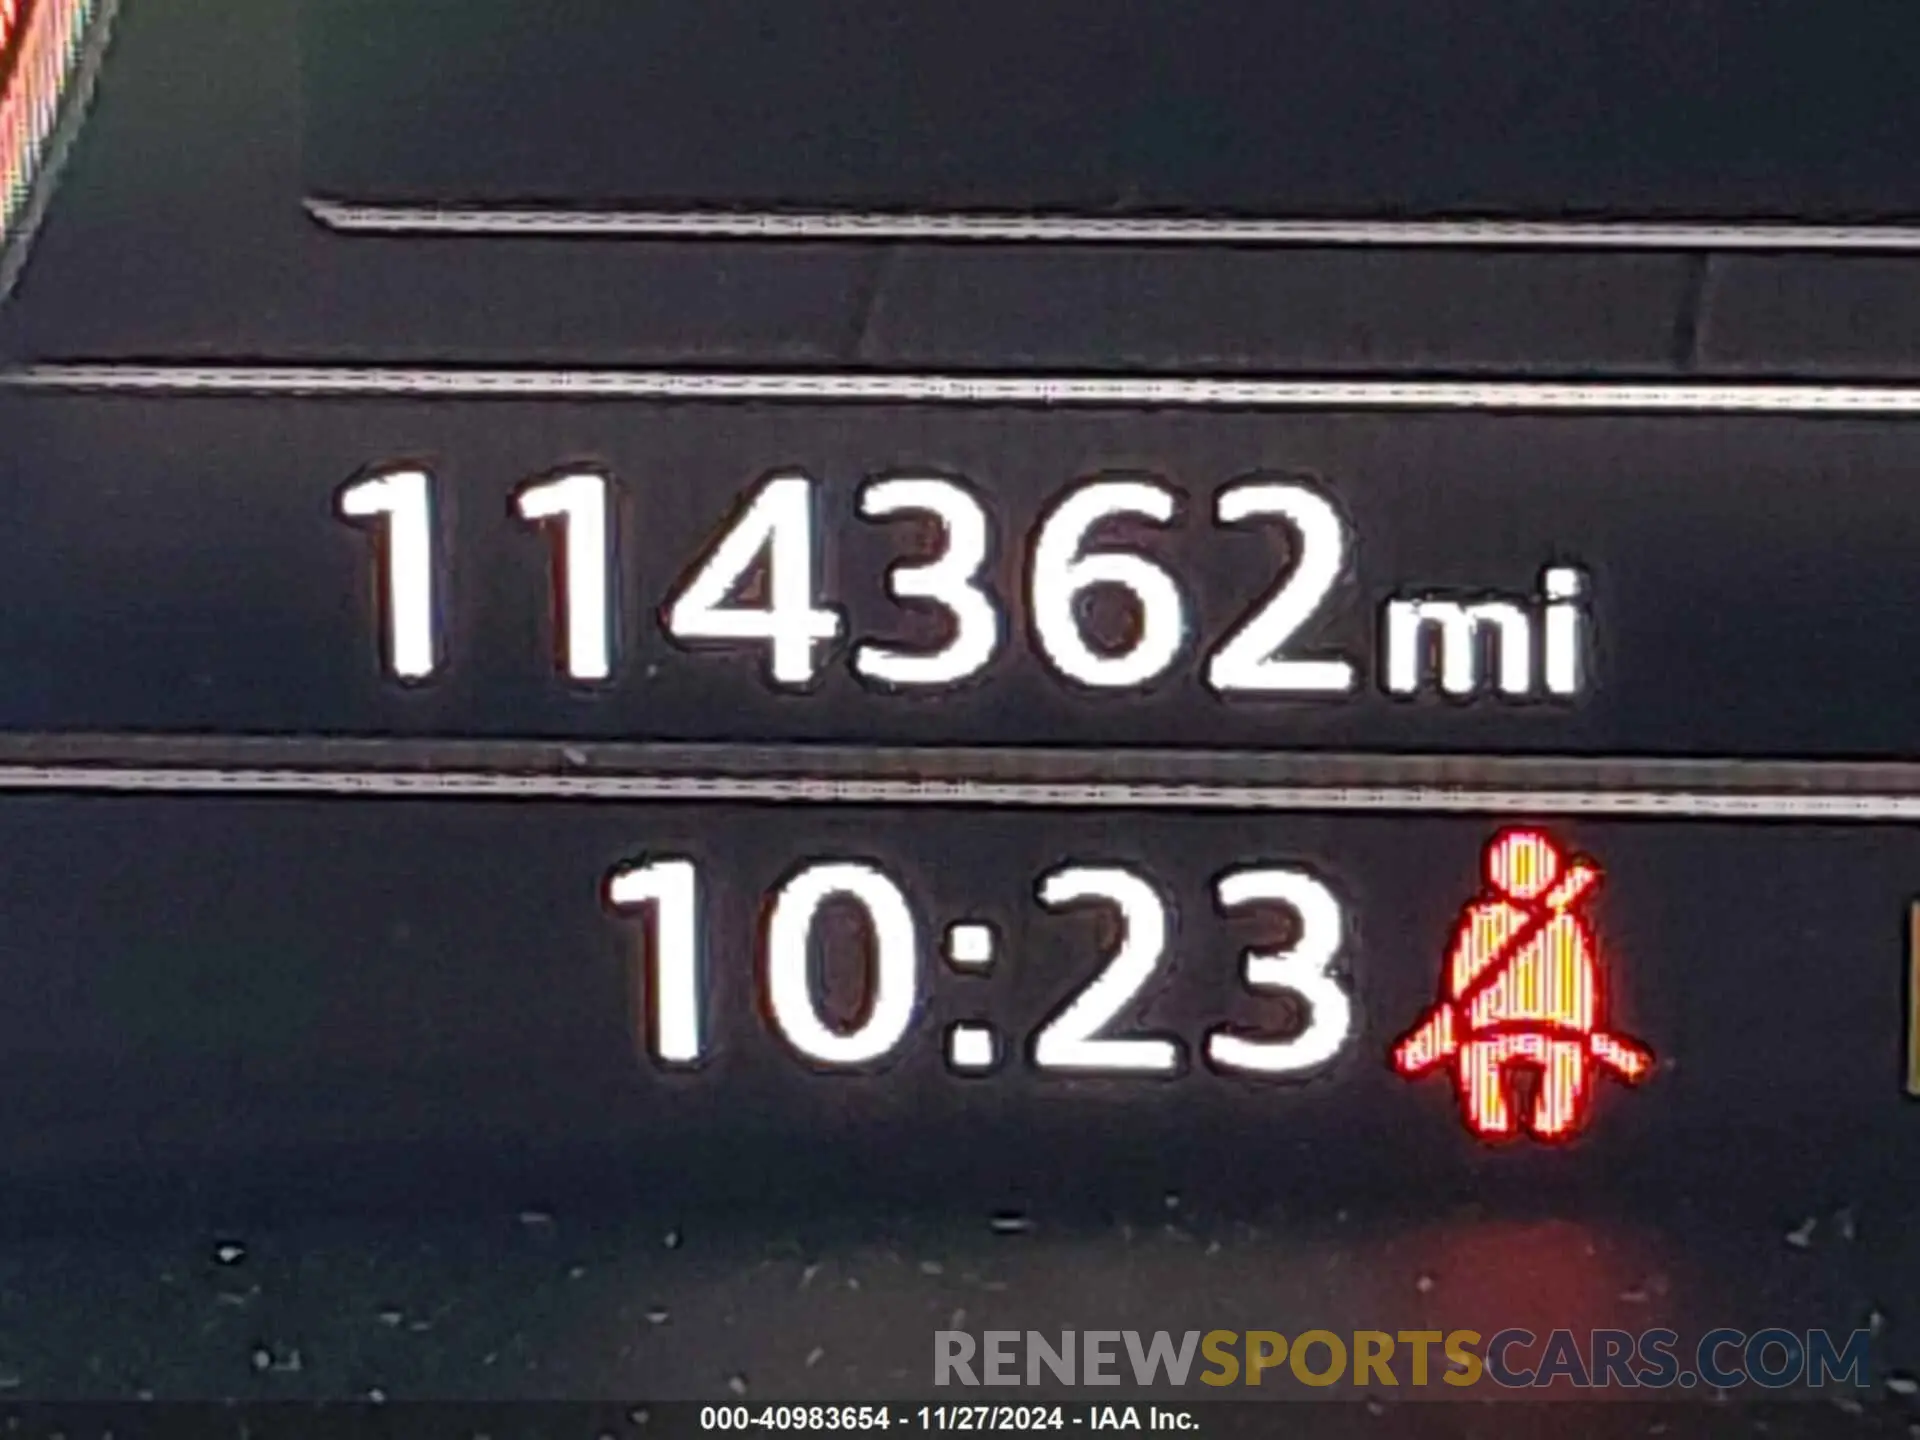 114362mi
10:23
RENEWSPORTSCARS.COM
000-40983654 - 11/27/2024 - IAA Inc.